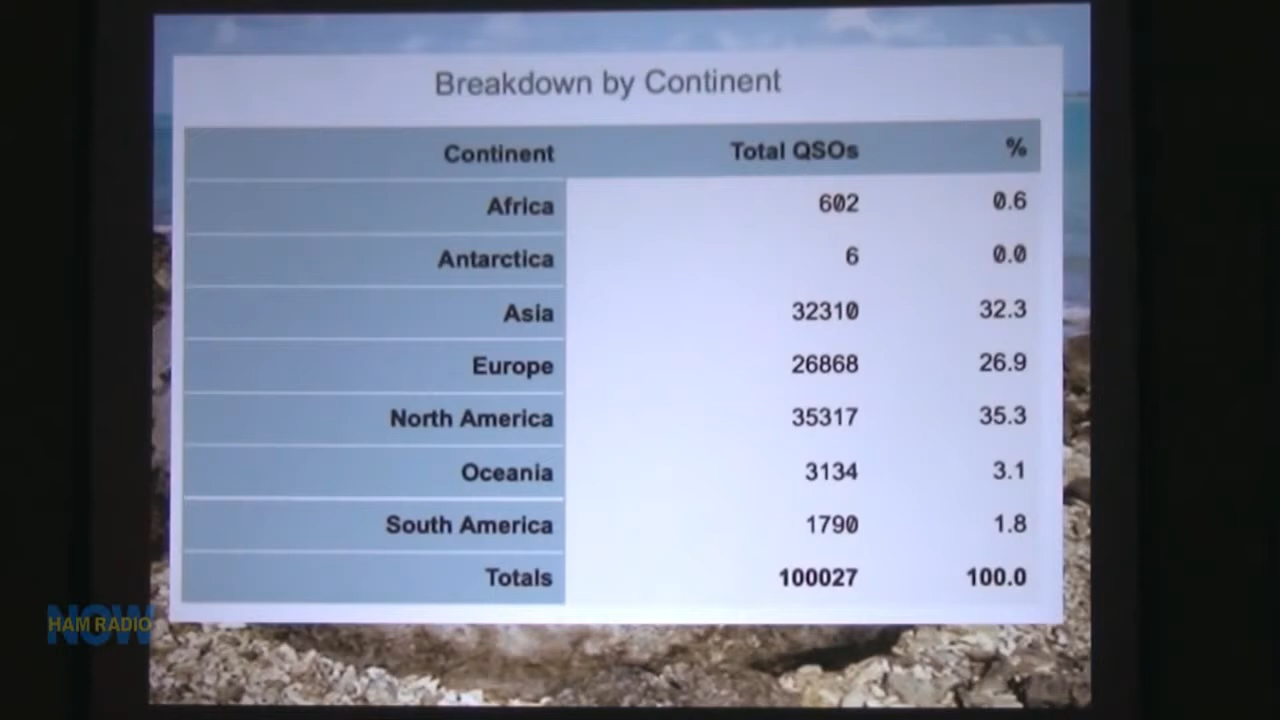 Breakdown by Continent
Continent Total QSOs %
Africa 602 0.6
Antarctica 6 0.0
Asia 32310 32.3
Europe 26868 26.9
North America 35317 35.3
Oceania 3134 3.1
South America 1790 1.8
Totals 100027 100.0
NOW
HAM RADIO